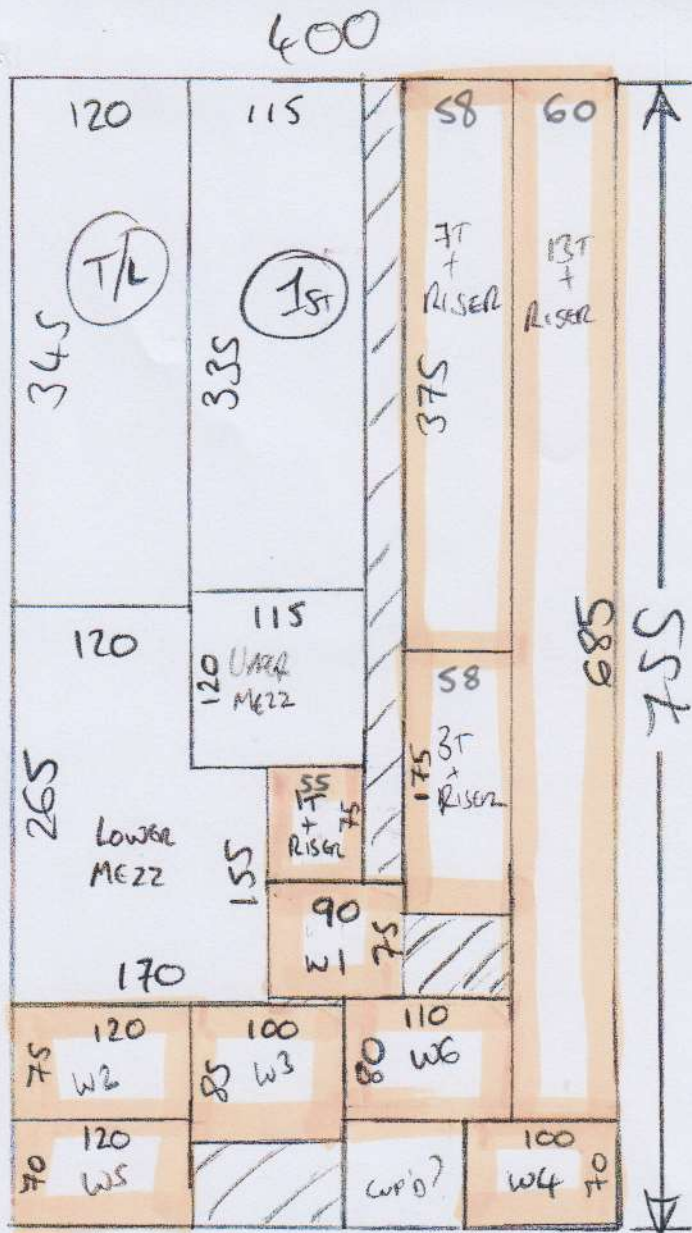 400
120
115
58
60
T/L
1ST
7T
+
RISER
13T
+
RISER
345
335
375
120
115
120
UPPER
MEZZ
58
685
755
265
LOWER
MEZZ
55
1T
+
RISER
75
175
3T
+
RISER
155
90
W1
75
170
75
120
W2
85
100
W3
80
110
W6
70
120
W5
CUP'D?
100
W4
70